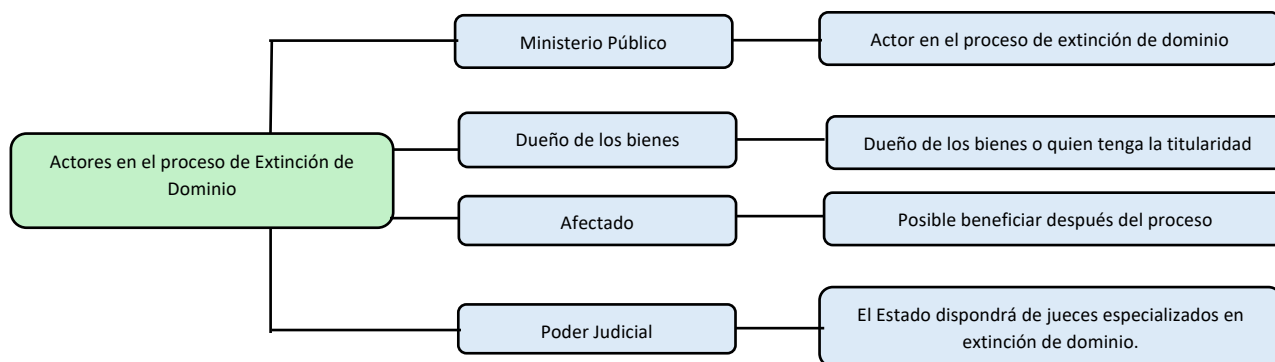 Actores en el proceso de Extinción de
Dominio
Ministerio Público
Actor en el proceso de extinción de dominio
Dueño de los bienes
Dueño de los bienes o quien tenga la titularidad
Afectado
Posible beneficiar después del proceso
Poder Judicial
El Estado dispondrá de jueces especializados en
extinción de dominio.